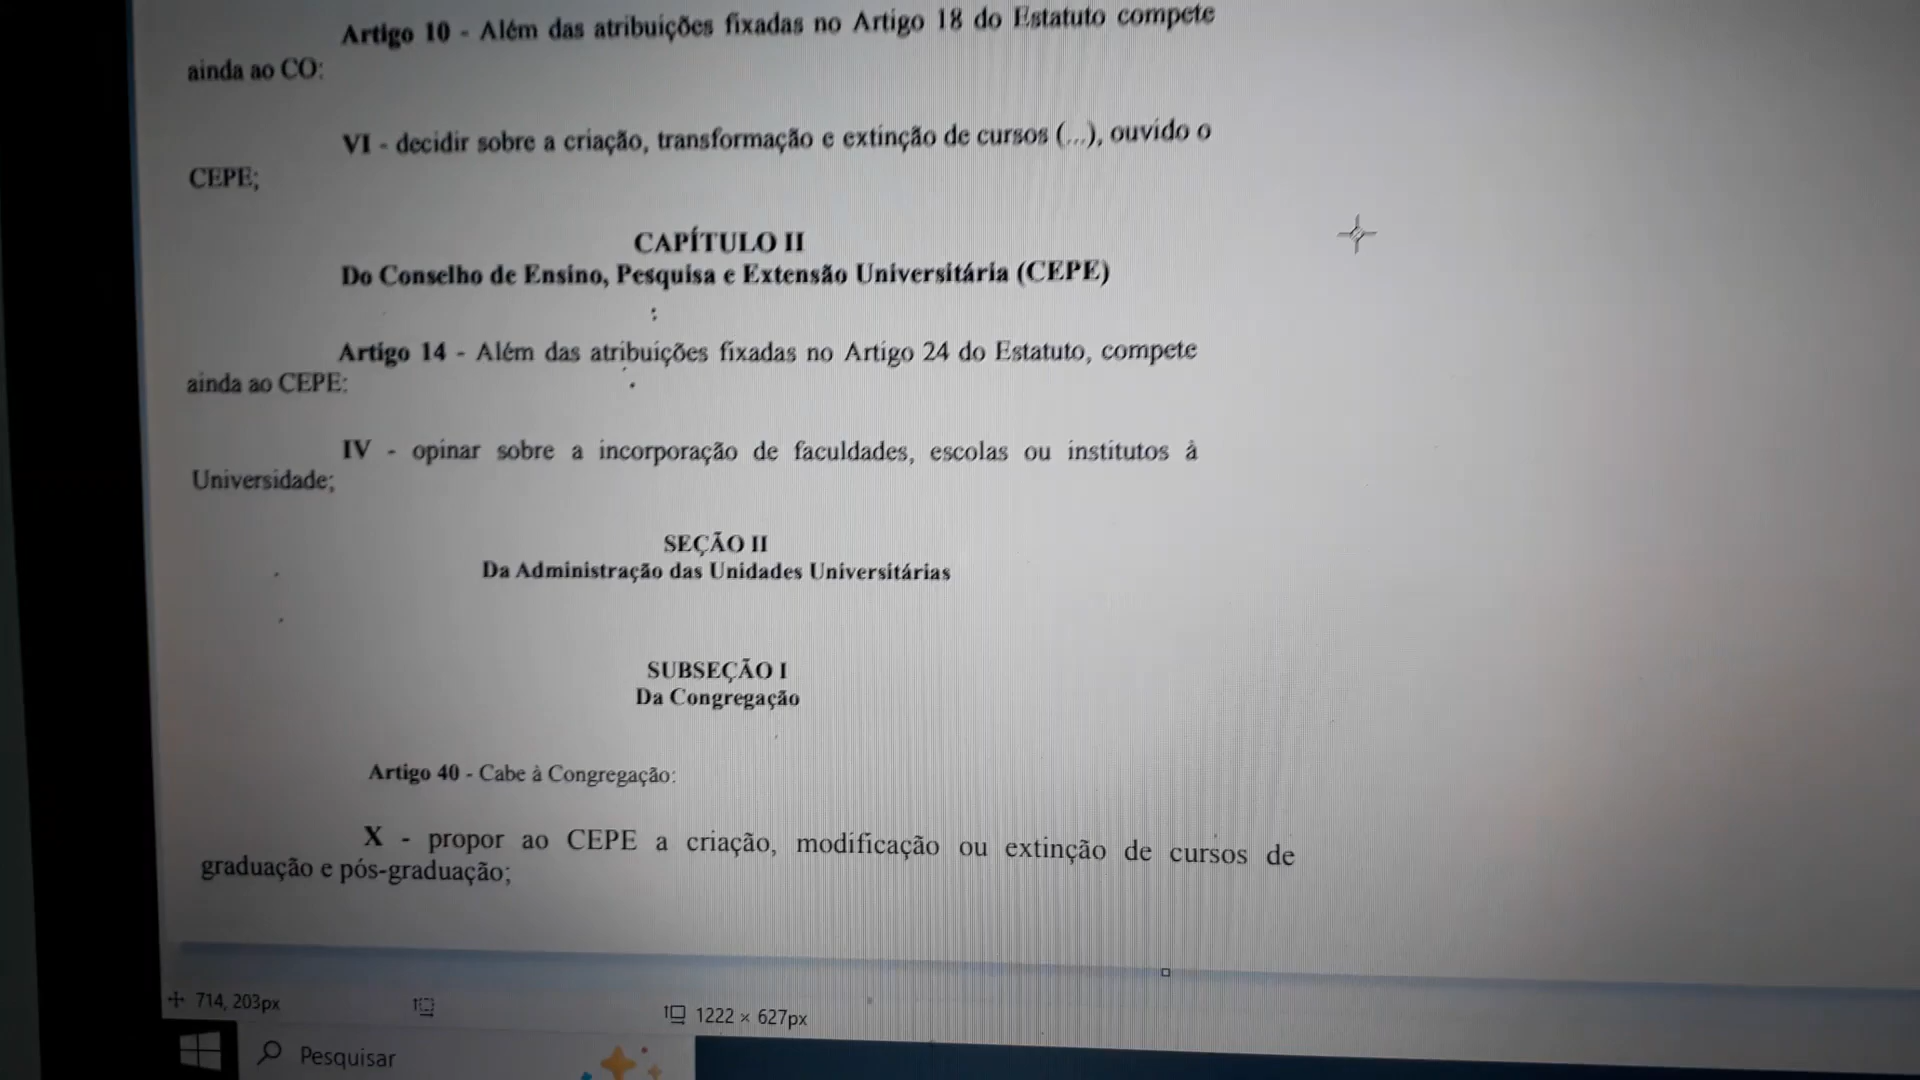 Artigo 10 - Além das atribuições fixadas no Artigo 18 do Estatuto compete
ainda ao CO:
VI - decidir sobre a criação, transformação e extinção de cursos (...), ouvido o
CEPE;
CAPÍTULO II
Do Conselho de Ensino, Pesquisa e Extensão Universitária (CEPE)
Artigo 14 - Além das atribuições fixadas no Artigo 24 do Estatuto, compete
ainda ao CEPE:
IV - opinar sobre a incorporação de faculdades, escolas ou institutos à
Universidade;
SEÇÃO II
Da Administração das Unidades Universitárias
SUBSEÇÃO I
Da Congregação
Artigo 40 - Cabe à Congregação:
X - propor ao CEPE a criação, modificação ou extinção de cursos de
graduação e pós-graduação;
714, 203px
1222 × 627px
Pesquisar